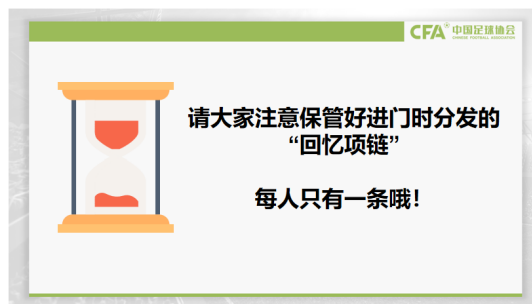 CFA® 中国足球协会
CHINESE FOOTBALL ASSOCIATION
请大家注意保管好进门时分发的
“回忆项链”
每人只有一条哦！